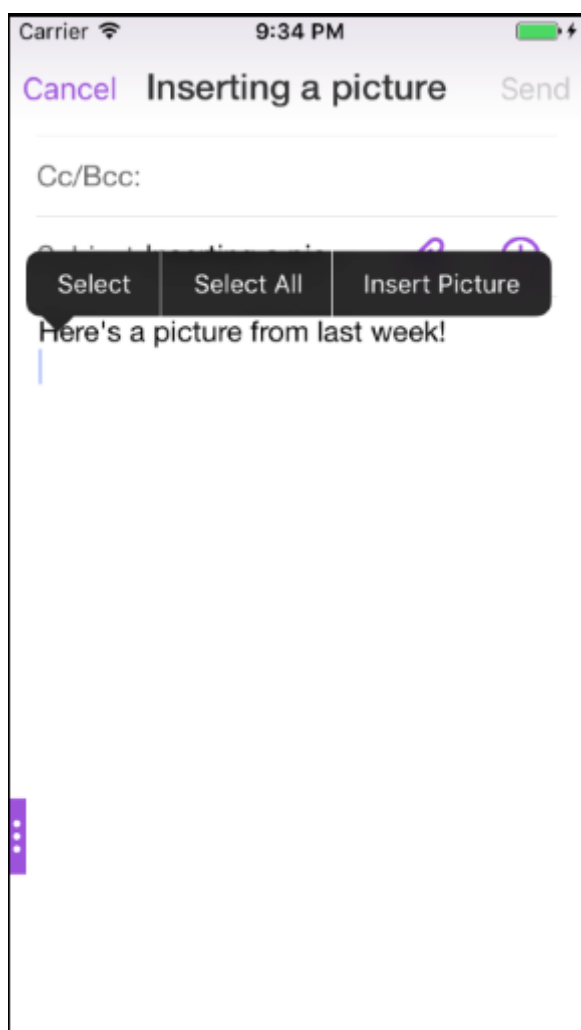 Carrier 9:34 PM
Cancel Inserting a picture Send
Cc/Bcc:
Select Select All Insert Picture
Here's a picture from last week!